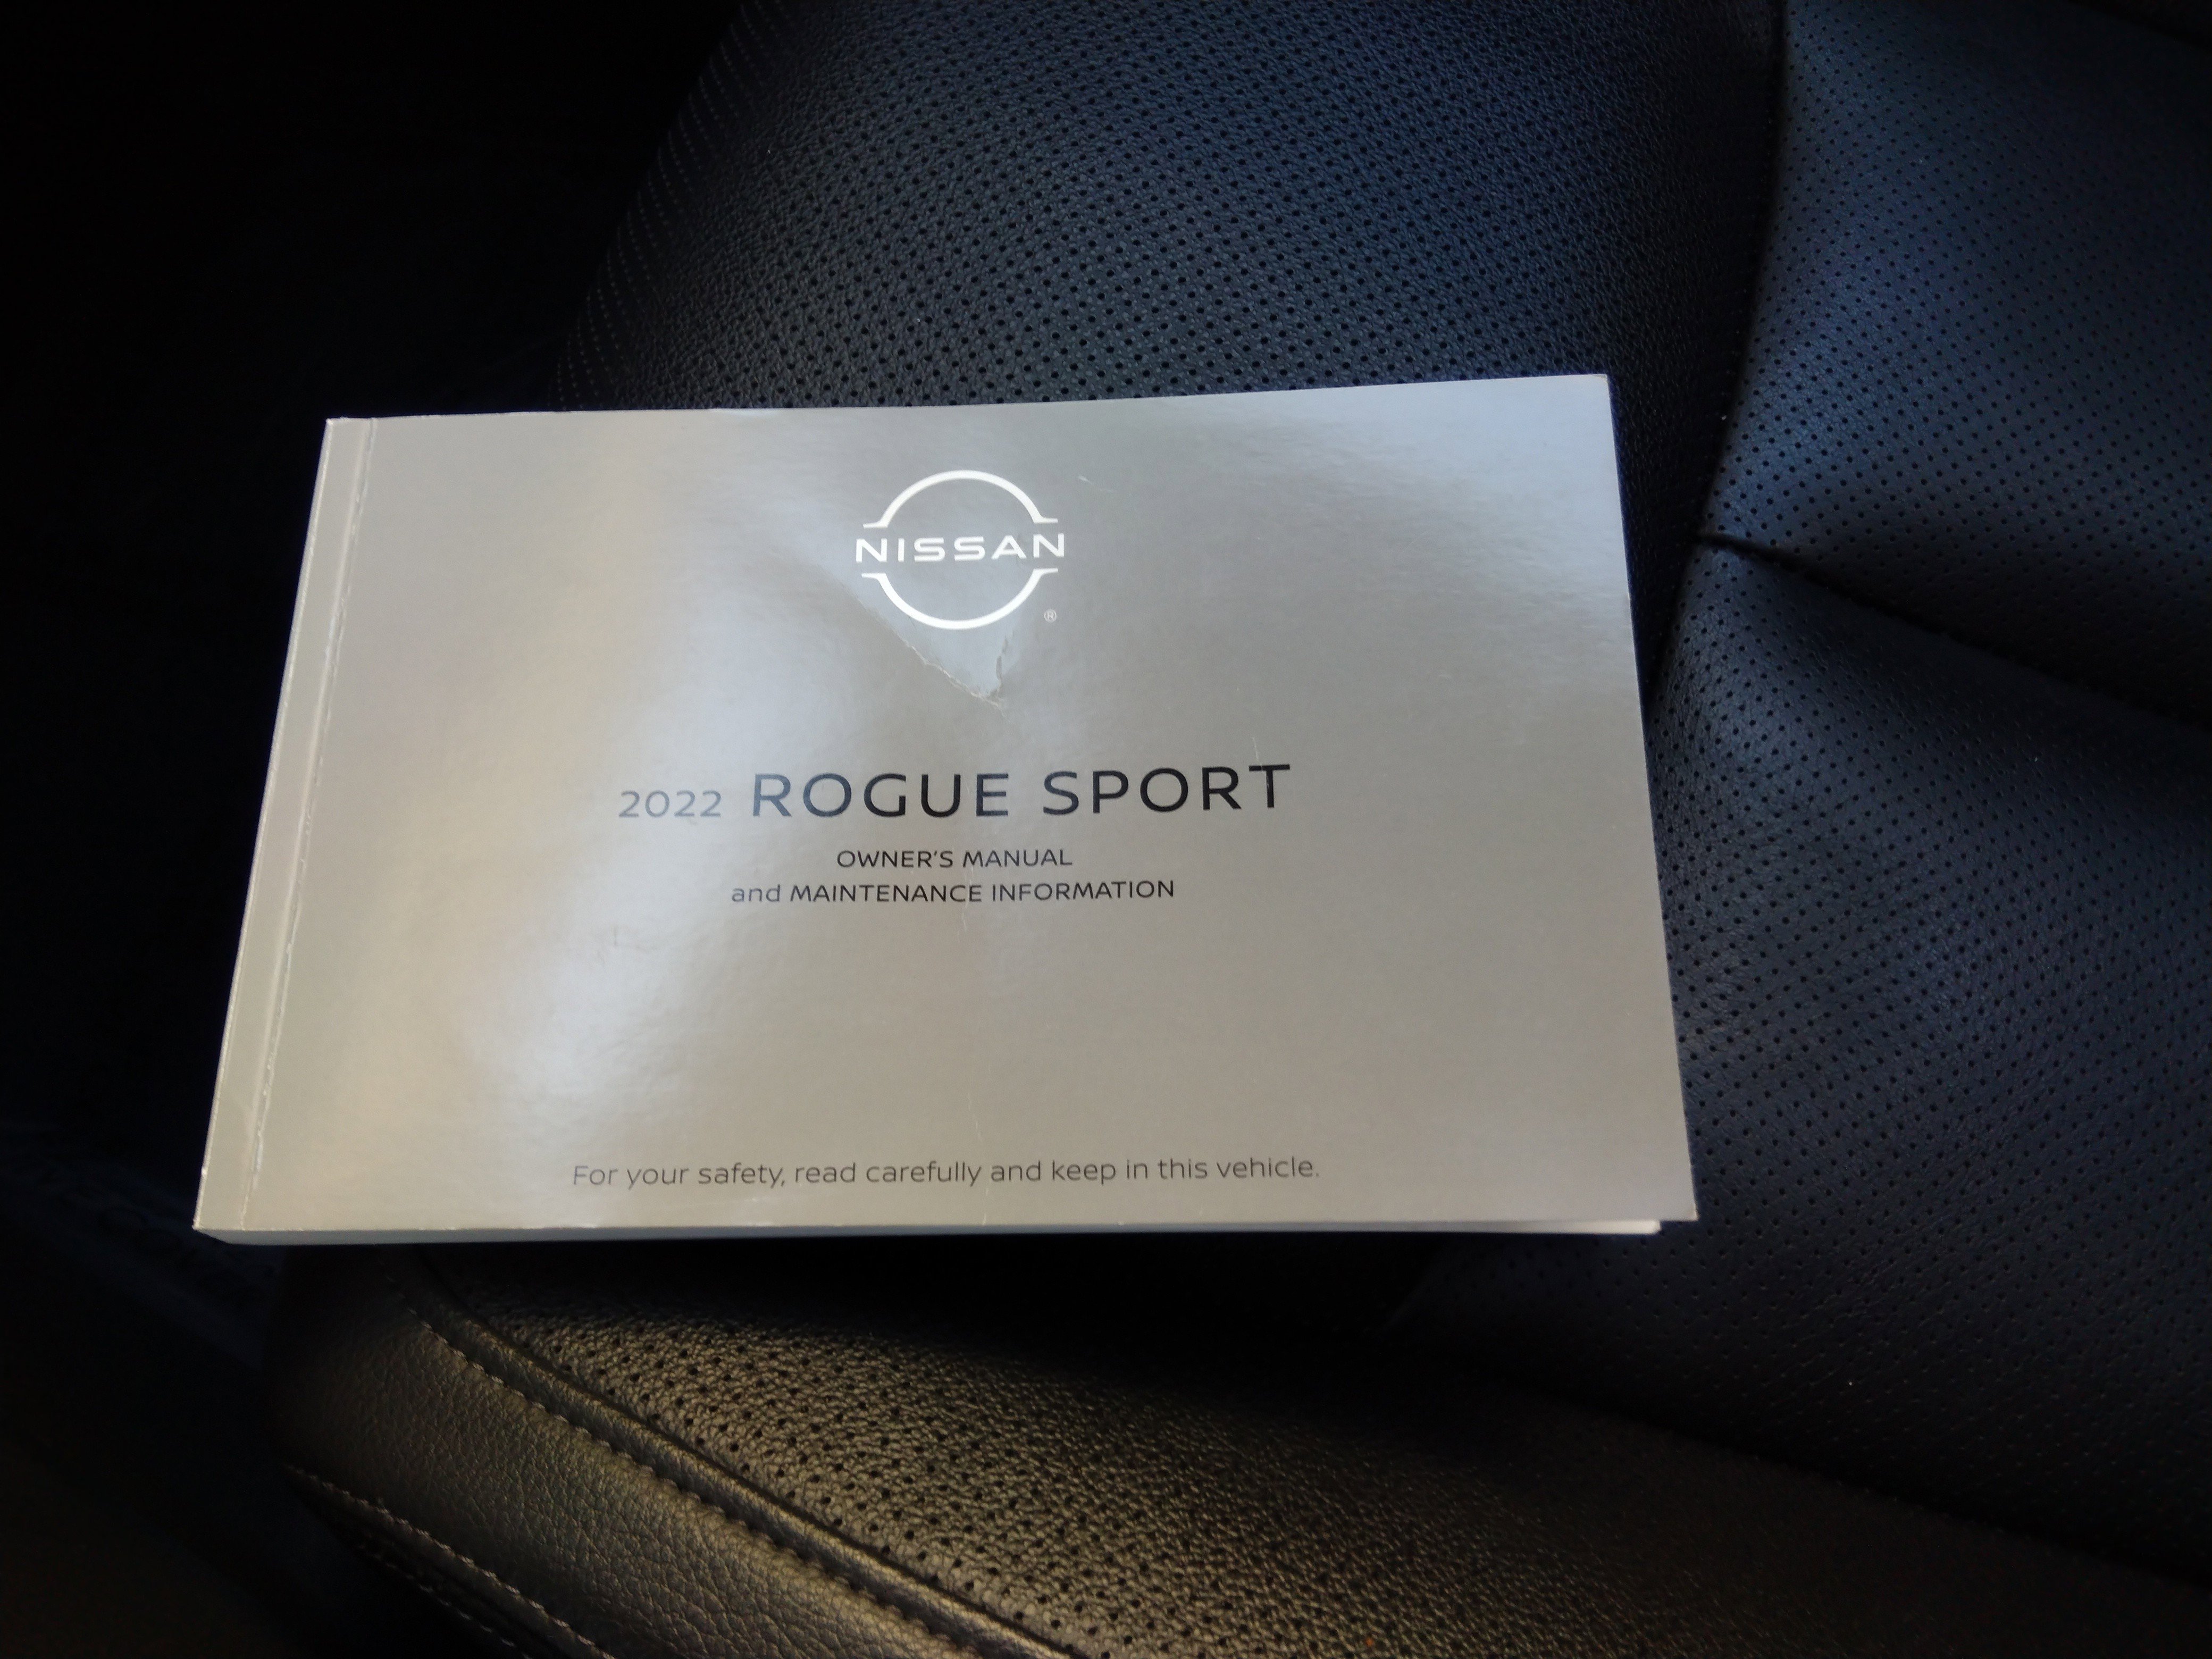 NISSAN
®
2022 ROGUE SPORT
OWNER'S MANUAL
and MAINTENANCE INFORMATION
For your safety, read carefully and keep in this vehicle.